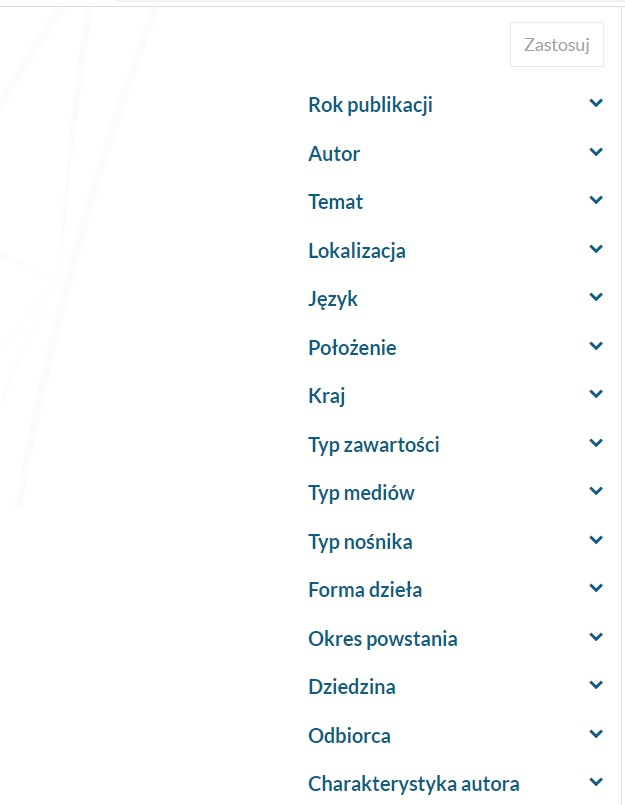 Zastosuj
Rok publikacji
Autor
Temat
Lokalizacja
Język
Położenie
Kraj
Typ zawartości
Typ mediów
Typ nośnika
Forma dzieła
Okres powstania
Dziedzina
Odbiorca
Charakterystyka autora